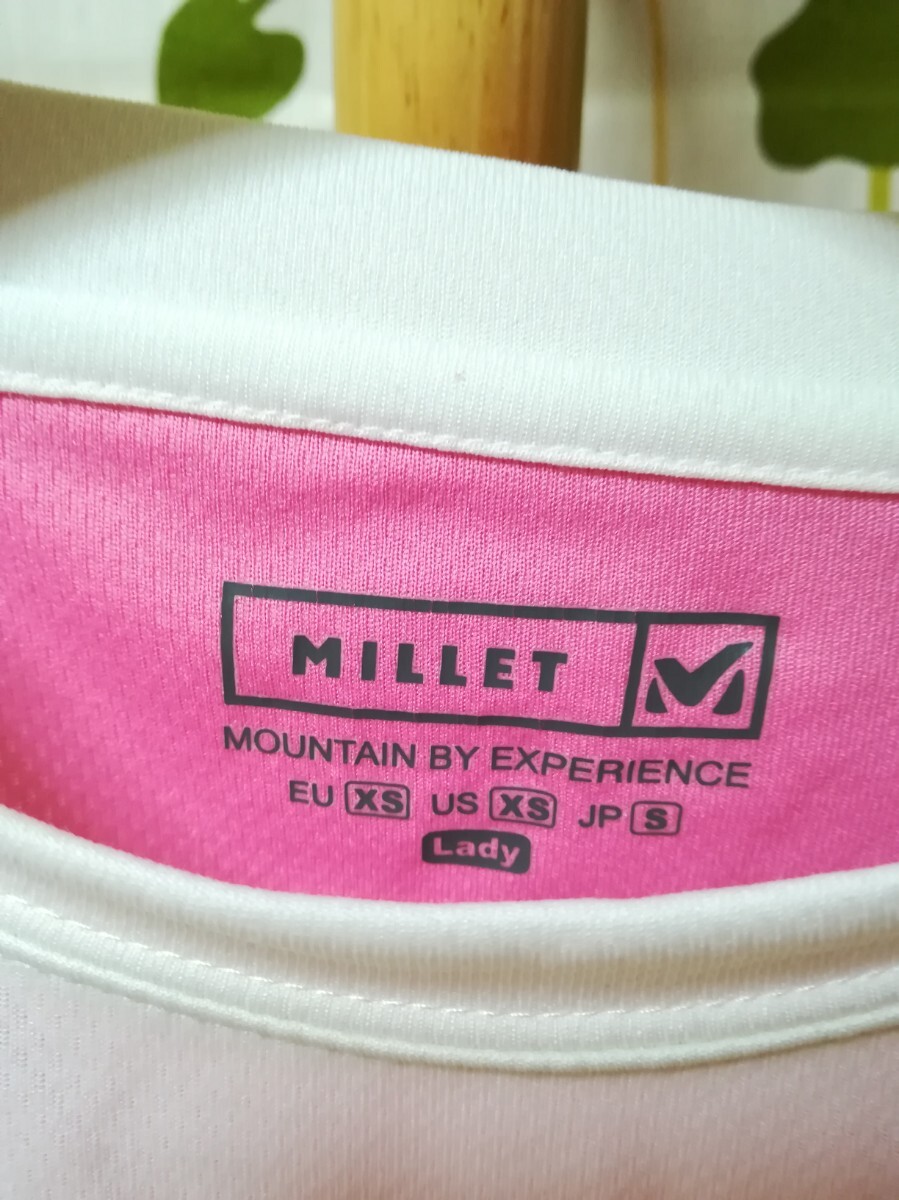 MILLET
MOUNTAIN BY EXPERIENCE
EU XS US XS JP S
Lady